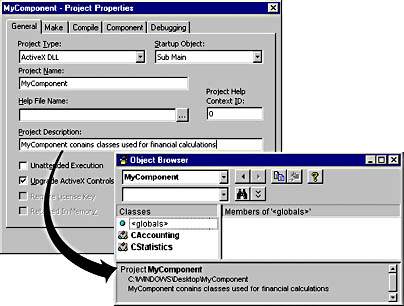 MyComponent - Project Properties
General Make Compile Component Debugging
Project Type: Startup Object:
ActiveX DLL Sub Main
Project Name:
MyComponent
Project Help
Context ID:
Help File Name:
... 0
Project Description:
MyComponent conains classes used for financial calculations
Unattended Execution
Upgrade ActiveX Controls
Require License Key
Retained In Memory
Object Browser
MyComponent
Classes Members of '<globals>'
<globals>
CAccounting
CStatistics
Project MyComponent
C:\WINDOWS\Desktop\MyComponent
MyComponent conains classes used for financial calculations